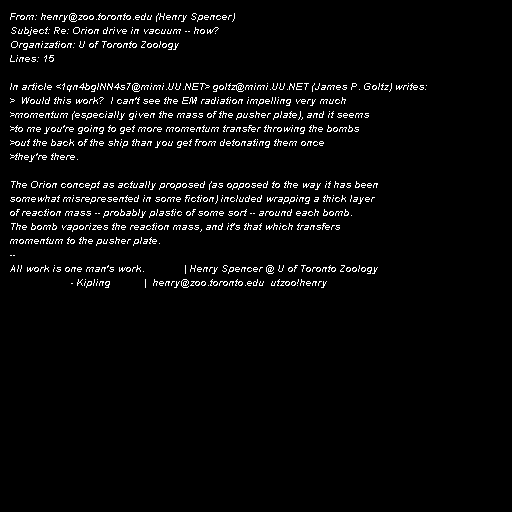 From: henry@zoo.toronto.edu (Henry Spencer)
Subject: Re: Orion drive in vacuum -- how?
Organization: U of Toronto Zoology
Lines: 15

In article <1qn4bgINN4s7@mimi.UU.NET> goltz@mimi.UU.NET (James P. Goltz) writes:
>  Would this work?  I can't see the EM radiation impelling very much
>momentum (especially given the mass of the pusher plate), and it seems
>to me you're going to get more momentum transfer throwing the bombs
>out the back of the ship than you get from detonating them once
>they're there.

The Orion concept as actually proposed (as opposed to the way it has been
somewhat misrepresented in some fiction) included wrapping a thick layer
of reaction mass -- probably plastic of some sort -- around each bomb.
The bomb vaporizes the reaction mass, and it's that which transfers
momentum to the pusher plate.
--
All work is one man's work.             | Henry Spencer @ U of Toronto Zoology
                    - Kipling           |  henry@zoo.toronto.edu  utzoo!henry